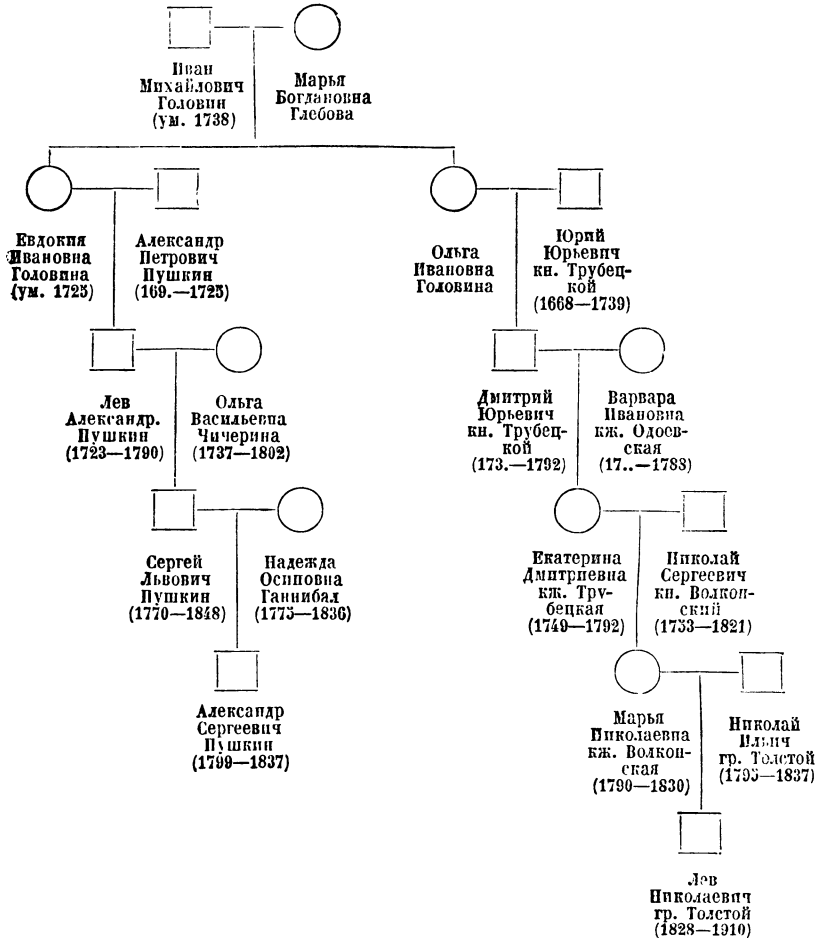 Иван
Михайлович
Головин
(ум. 1738)
Марья
Богдановна
Глебова
Евдокия
Ивановна
Головина
(ум. 1725)
Александр
Петрович
Пушкин
(169.—1725)
Ольга
Ивановна
Головина
Юрий
Юрьевич
кн. Трубец-
кой
(1668—1739)
Лев
Александр.
Пушкин
(1723—1790)
Ольга
Васильевна
Чичерина
(1737—1802)
Дмитрий
Юрьевич
кн. Трубец-
кой
(173.—1792)
Варвара
Ивановна
кж. Одоев-
ская
(17..—1788)
Сергей
Львович
Пушкин
(1770—1848)
Надежда
Осиповна
Ганнибал
(1775—1836)
Екатерина
Дмитриевна
кж. Тру-
бецкая
(1749—1792)
Николай
Сергеевич
кн. Волкон-
ский
(1753—1821)
Александр
Сергеевич
Пушкин
(1799—1837)
Марья
Николаевна
кж. Волкон-
ская
(1790—1830)
Николай
Ильич
гр. Толстой
(1795—1837)
Лев
Николаевич
гр. Толстой
(1828—1910)